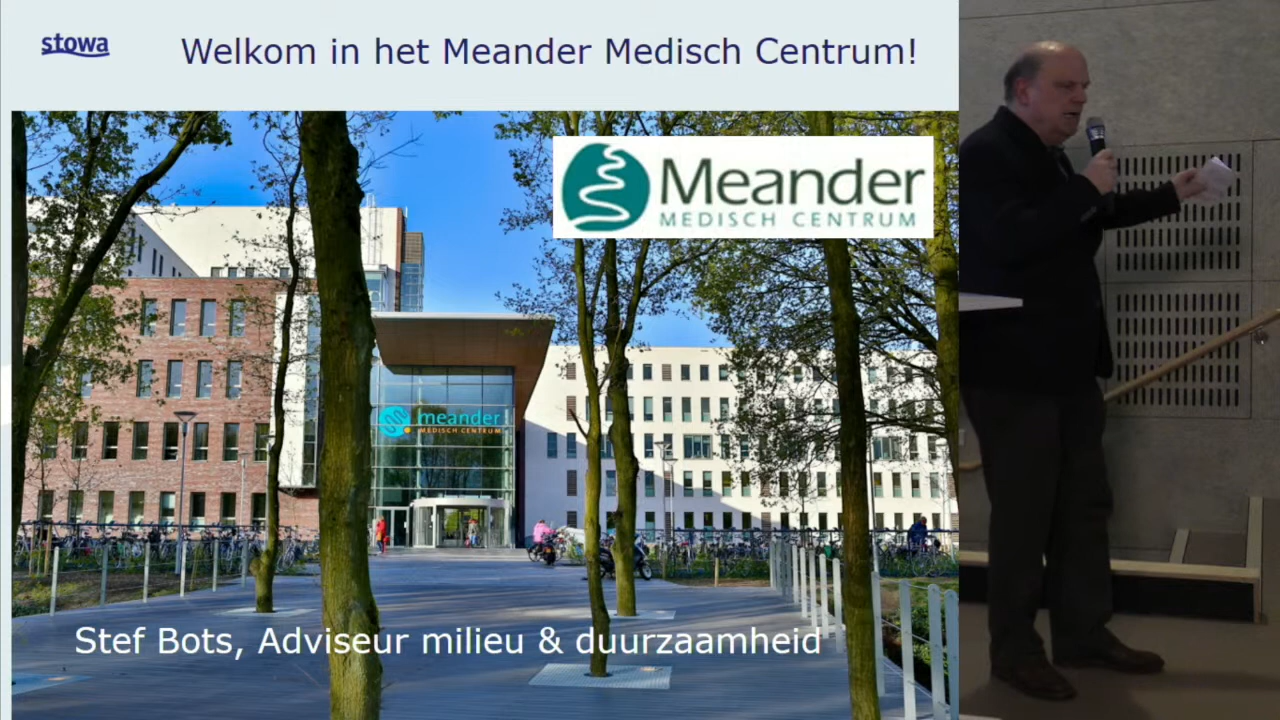 stowa
Welkom in het Meander Medisch Centrum!
Meander
MEDISCH CENTRUM
meander
MEDISCH CENTRUM
Stef Bots, Adviseur milieu & duurzaamheid